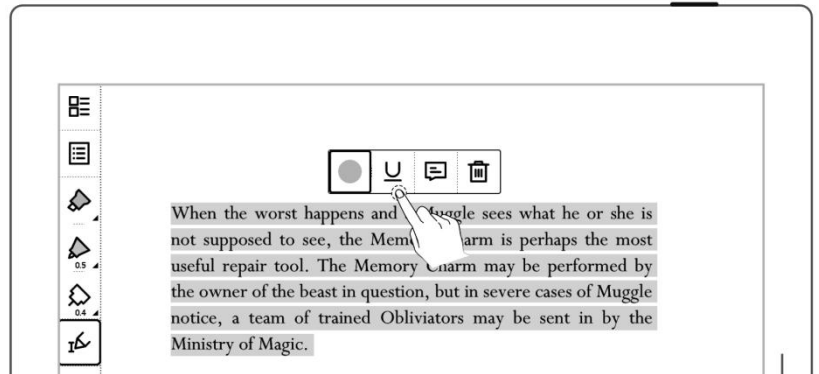 U
When the worst happens and Muggle sees what he or she is
not supposed to see, the arm is perhaps the most
0.5
useful repair tool. The Memory Charm may be performed by
the owner of the beast in question, but in severe cases of Muggle
0.4
notice, a team of trained Obliviators may be sent in by the
I
Ministry of Magic.